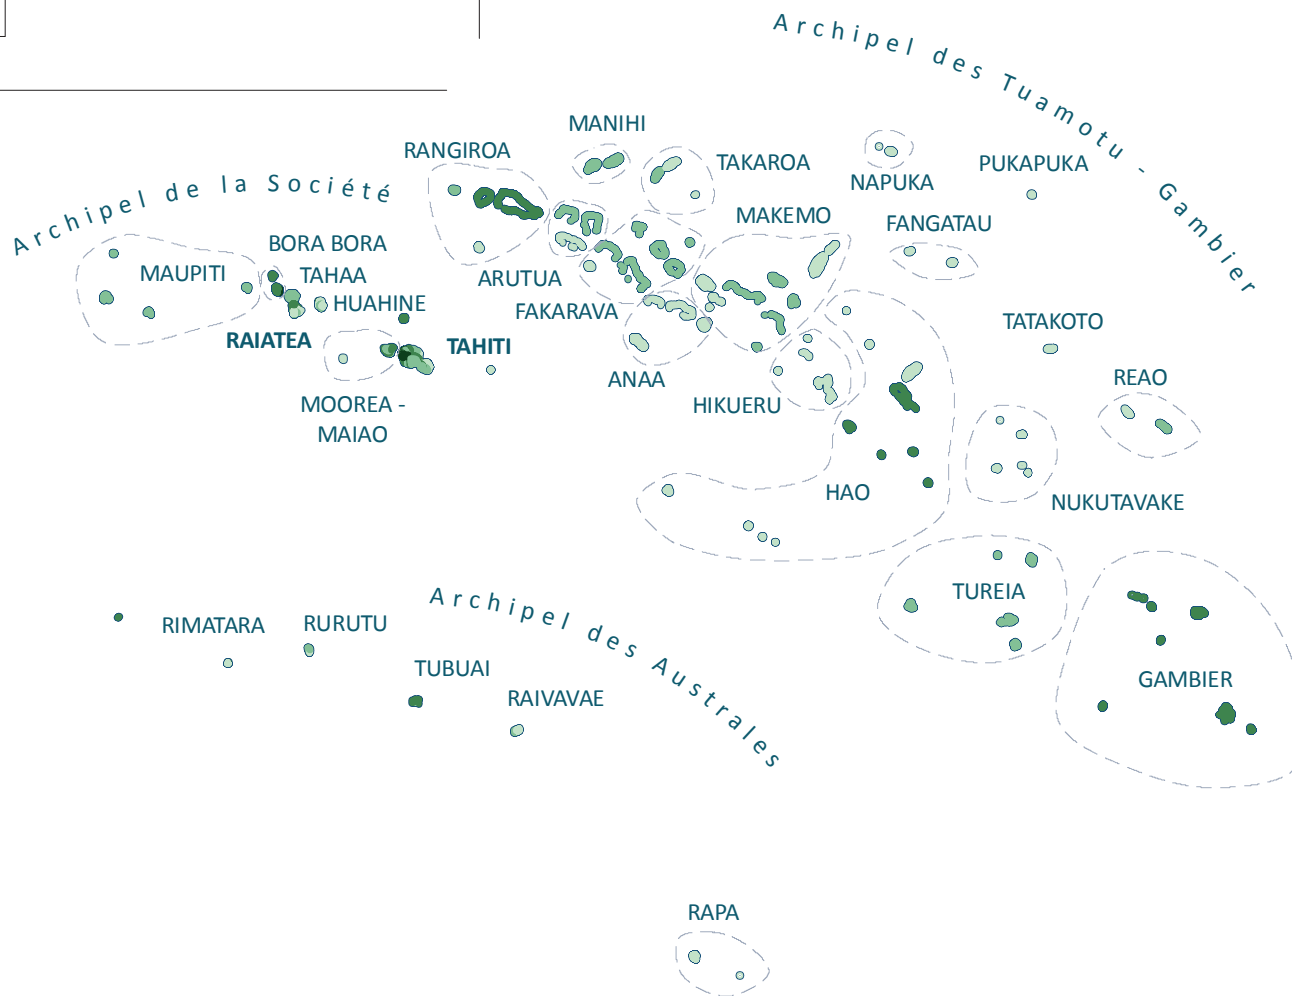 Archipel des Tuamotu - Gambier
MANIHI
RANGIROA
TAKAROA
PUKAPUKA
NAPUKA
Archipel de la Société
MAKEMO
FANGATAU
BORA BORA
MAUPITI
TAHAA
ARUTUA
HUAHINE
FAKARAVA
TATAKOTO
RAIATEA
TAHITI
ANAA
REAO
MOOREA -
MAIAO
HIKUERU
HAO
NUKUTAVAKE
TUREIA
Archipel des Australes
RIMATARA
RURUTU
TUBUAI
GAMBIER
RAIVAVAE
RAPA